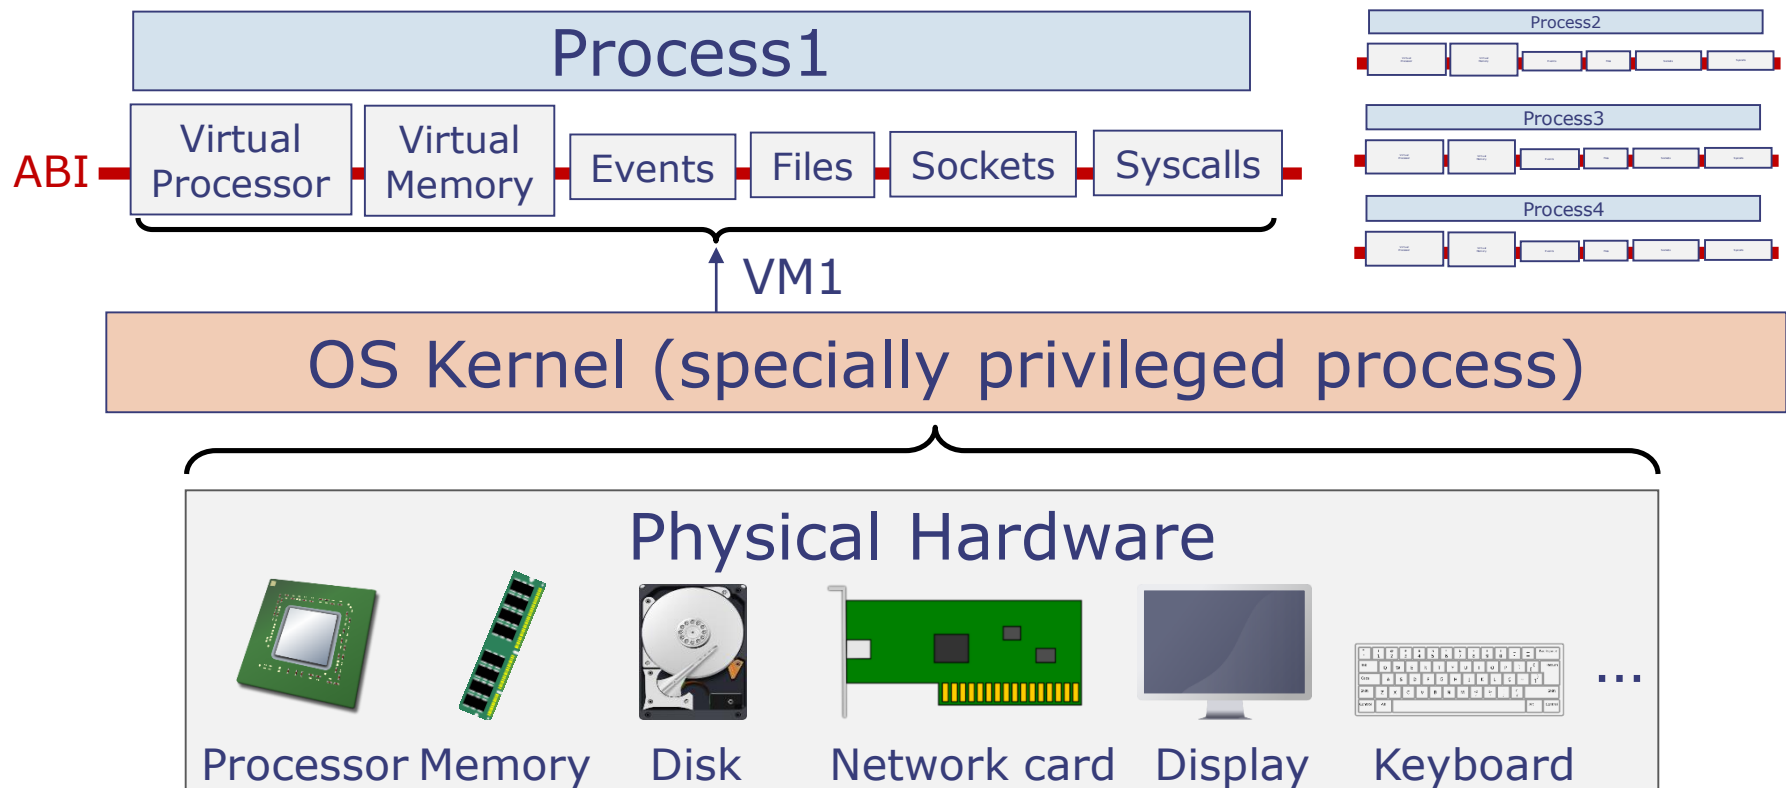 Process1
ABI
Virtual
Processor
Virtual
Memory
Events
Files
Sockets
Syscalls
VM1
Process2
Process3
Process4
OS Kernel (specially privileged process)
Physical Hardware
Processor
Memory
Disk
Network card
Display
Keyboard
...